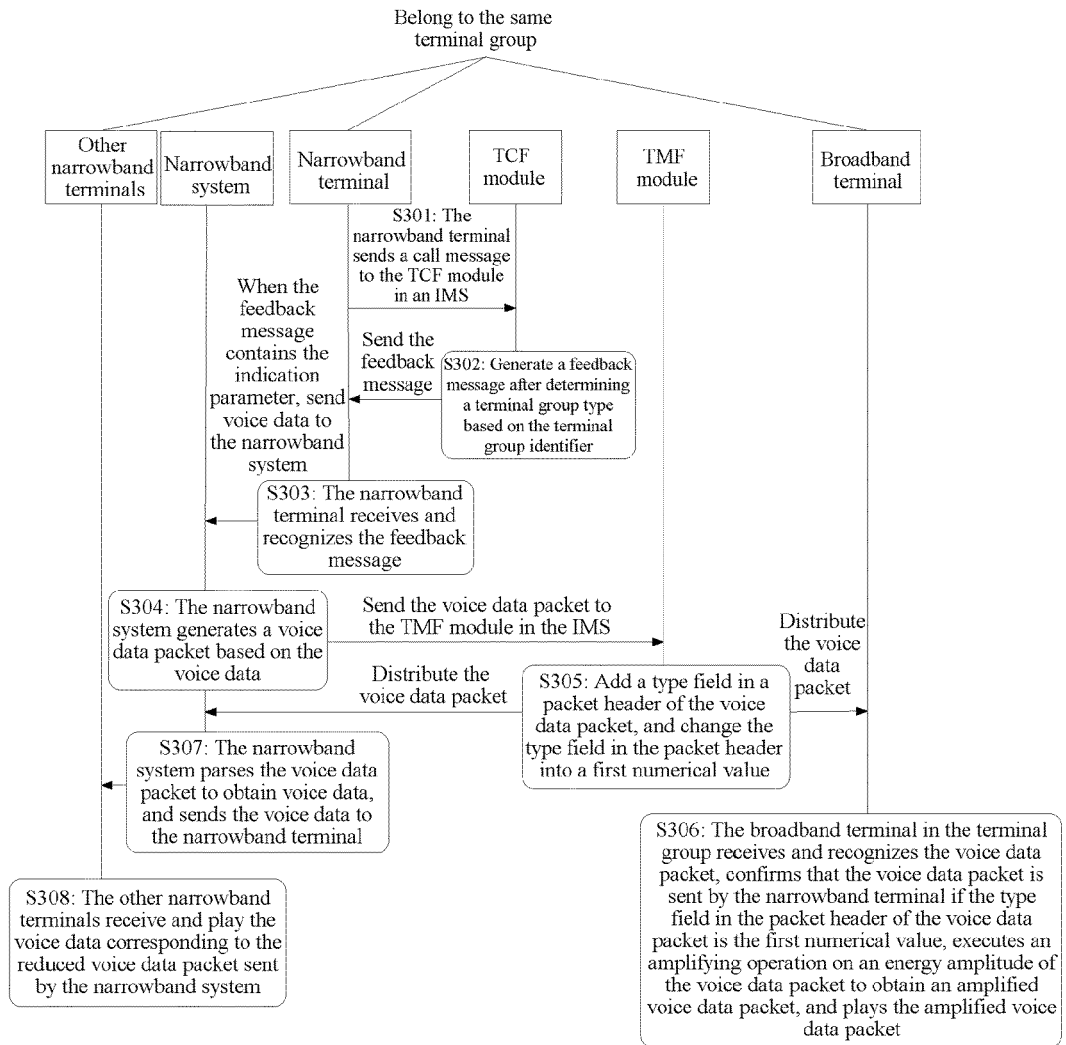 Belong to the same
terminal group
Other
narrowband
terminals
Narrowband
system
Narrowband
terminal
TCF
module
TMF
module
Broadband
terminal
S301: The
narrowband terminal
sends a call message
to the TCF module
in an IMS
When the
feedback
message
contains the
indication
parameter, send
voice data to
the narrowband
system
Send the
feedback
message
S302: Generate a feedback
message after determining
a terminal group type
based on the terminal
group identifier
S303: The narrowband
terminal receives and
recognizes the feedback
message
S304: The narrowband
system generates a voice
data packet based on the
voice data
Send the voice data packet to
the TMF module in the IMS
Distribute
the voice
data
packet
Distribute the
voice data packet
S305: Add a type field in a
packet header of the voice
data packet, and change the
type field in the packet header
into a first numerical value
S307: The narrowband
system parses the voice data
packet to obtain voice data,
and sends the voice data to
the narrowband terminal
S306: The broadband terminal in the terminal
group receives and recognizes the voice data
packet, confirms that the voice data packet is
sent by the narrowband terminal if the type
field in the packet header of the voice data
packet is the first numerical value, executes an
amplifying operation on an energy amplitude of
the voice data packet to obtain an amplified
voice data packet, and plays the amplified voice
data packet
S308: The other narrowband
terminals receive and play the
voice data corresponding to the
reduced voice data packet sent
by the narrowband system